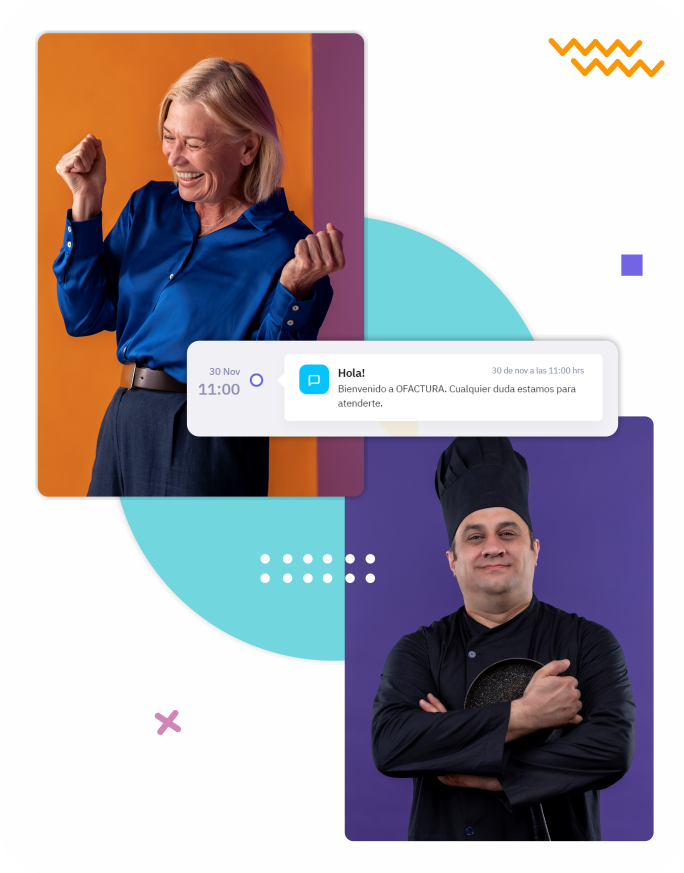 30 Nov
11:00
Hola!
30 de nov a las 11:00 hrs
Bienvenido a OFACTURA. Cualquier duda estamos para
atenderte.